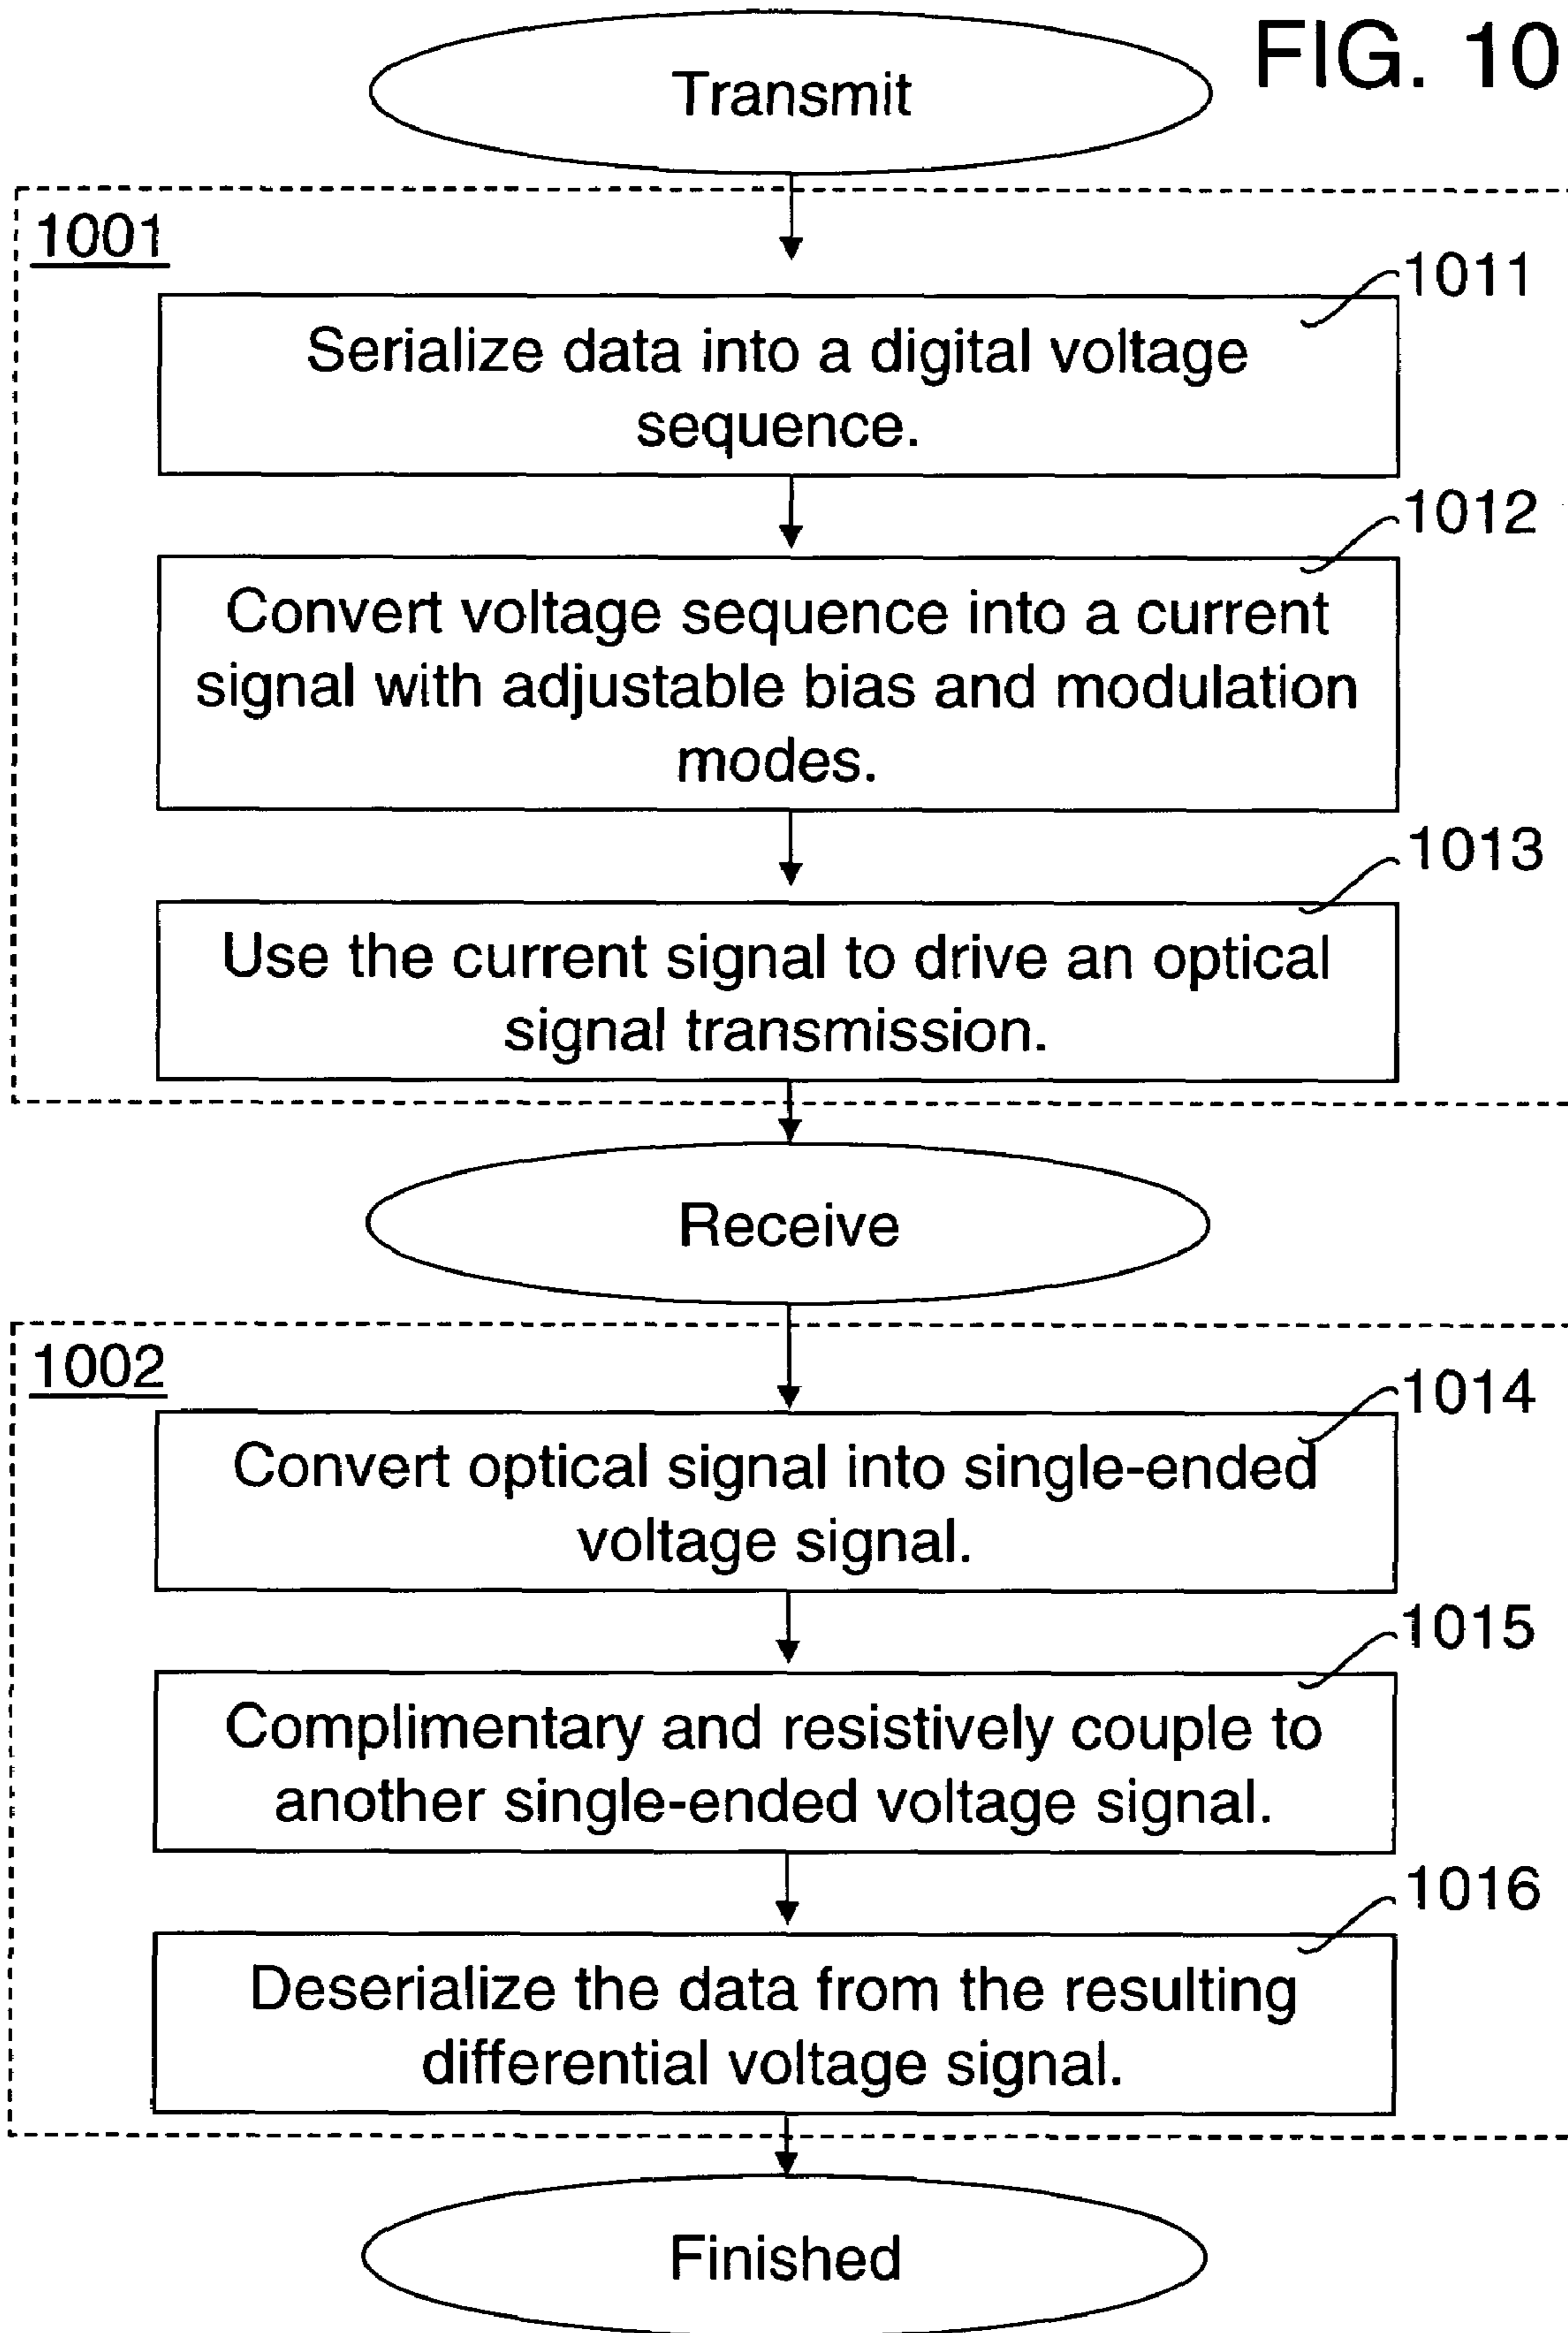 FIG. 10
Transmit
1001
1011
Serialize data into a digital voltage
sequence.
1012
Convert voltage sequence into a current
signal with adjustable bias and modulation
modes.
1013
Use the current signal to drive an optical
signal transmission.
Receive
1002
1014
Convert optical signal into single-ended
voltage signal.
1015
Complimentary and resistively couple to
another single-ended voltage signal.
1016
Deserialize the data from the resulting
differential voltage signal.
Finished